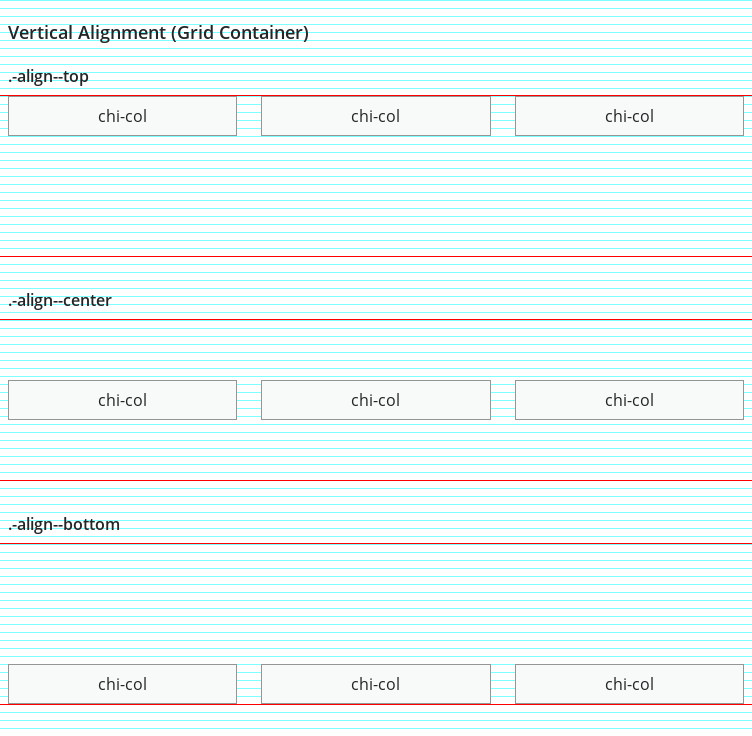 Vertical Alignment (Grid Container)
.-align--top
chi-col chi-col chi-col
.-align--center
chi-col chi-col chi-col
.-align--bottom
chi-col chi-col chi-col